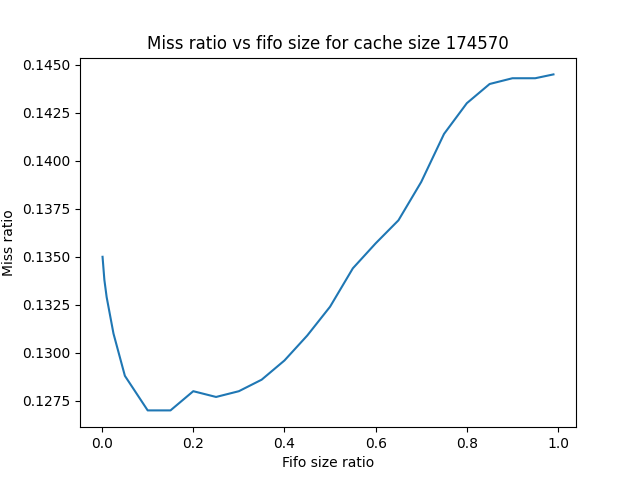 Miss ratio vs fifo size for cache size 174570
0.1450
0.1425
0.1400
0.1375
0.1350
0.1325
0.1300
0.1275
Miss ratio
0.0 0.2 0.4 0.6 0.8 1.0
Fifo size ratio